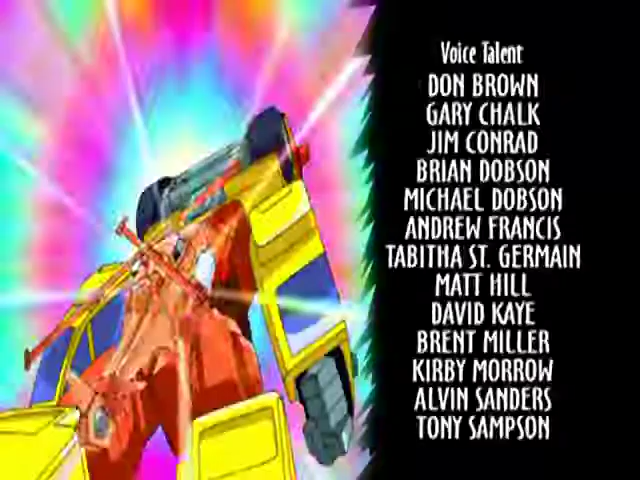 Voice Talent
DON BROWN
GARY CHALK
JIM CONRAD
BRIAN DOBSON
MICHAEL DOBSON
ANDREW FRANCIS
TABITHA ST. GERMAIN
MATT HILL
DAVID KAYE
BRENT MILLER
KIRBY MORROW
ALVIN SANDERS
TONY SAMPSON